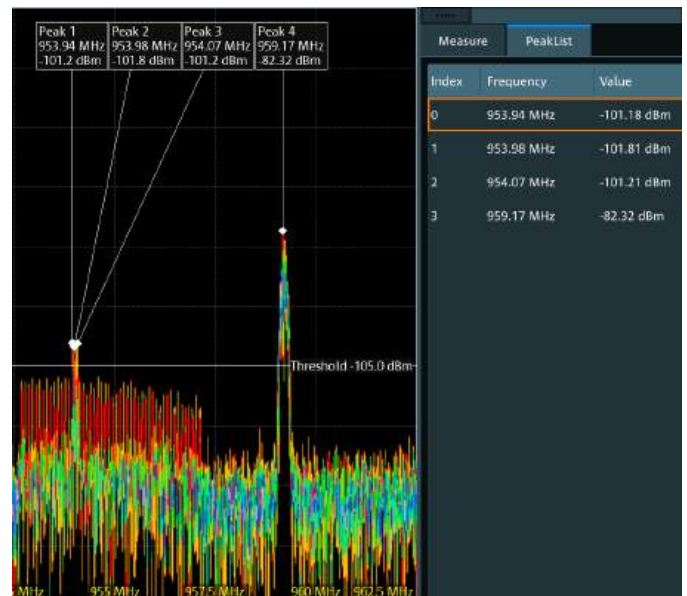 Peak 1
953.94 MHz
-101.2 dBm
Peak 2
953.98 MHz
-101.8 dBm
Peak 3
954.07 MHz
-101.2 dBm
Peak 4
959.17 MHz
-82.32 dBm
Threshold -105.0 dBm
MHz
955 MHz
957.5 MHz
960 MHz
962.5 MHz
Measure PeakList
Index Frequency Value
0 953.94 MHz -101.18 dBm
1 953.98 MHz -101.81 dBm
2 954.07 MHz -101.21 dBm
3 959.17 MHz -82.32 dBm